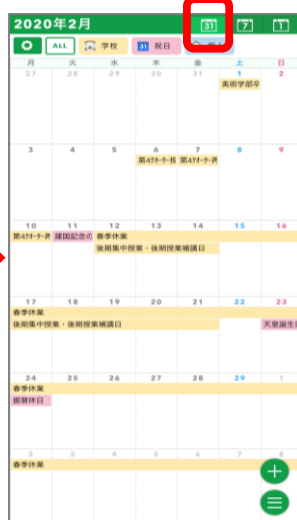 2020年2月 31 7 1
ALL 学校 31 祝日
月 火 水 木 金 土 日
27 28 29 30 31 1 2
美術学部卒
3 4 5 6 7 8 9
第4クオーター 第4クオーター
10 11 12 13 14 15 16
第4クオーター 建国記念の 春季休業
後期集中授業・後期授業補講日
17 18 19 20 21 22 23
春季休業
後期集中授業・後期授業補講日 天皇誕生日
24 25 26 27 28 29 1
春季休業
振替休日
2 3 4 5 6 7 8
春季休業